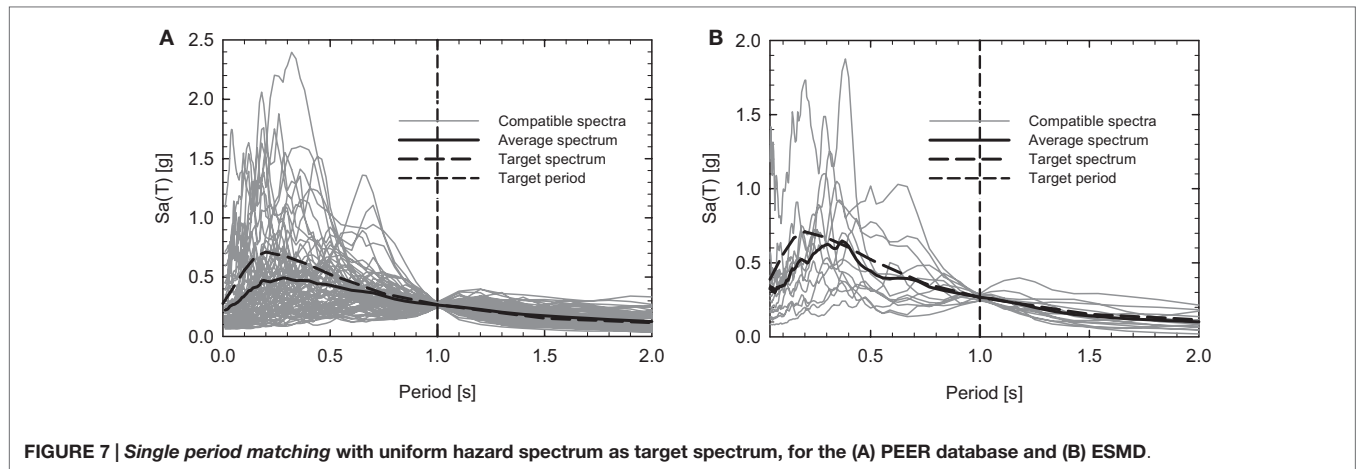 A
2.5
2.0
1.5
1.0
0.5
0.0
Sa(T) [g]
Compatible spectra
Average spectrum
Target spectrum
Target period
0.0 0.5 1.0 1.5 2.0
Period [s]
B
2.0
1.5
1.0
0.5
0.0
Sa(T) [g]
Compatible spectra
Average spectrum
Target spectrum
Target period
0.5 1.0 1.5 2.0
Period [s]
FIGURE 7 | Single period matching with uniform hazard spectrum as target spectrum, for the (A) PEER database and (B) ESMD.